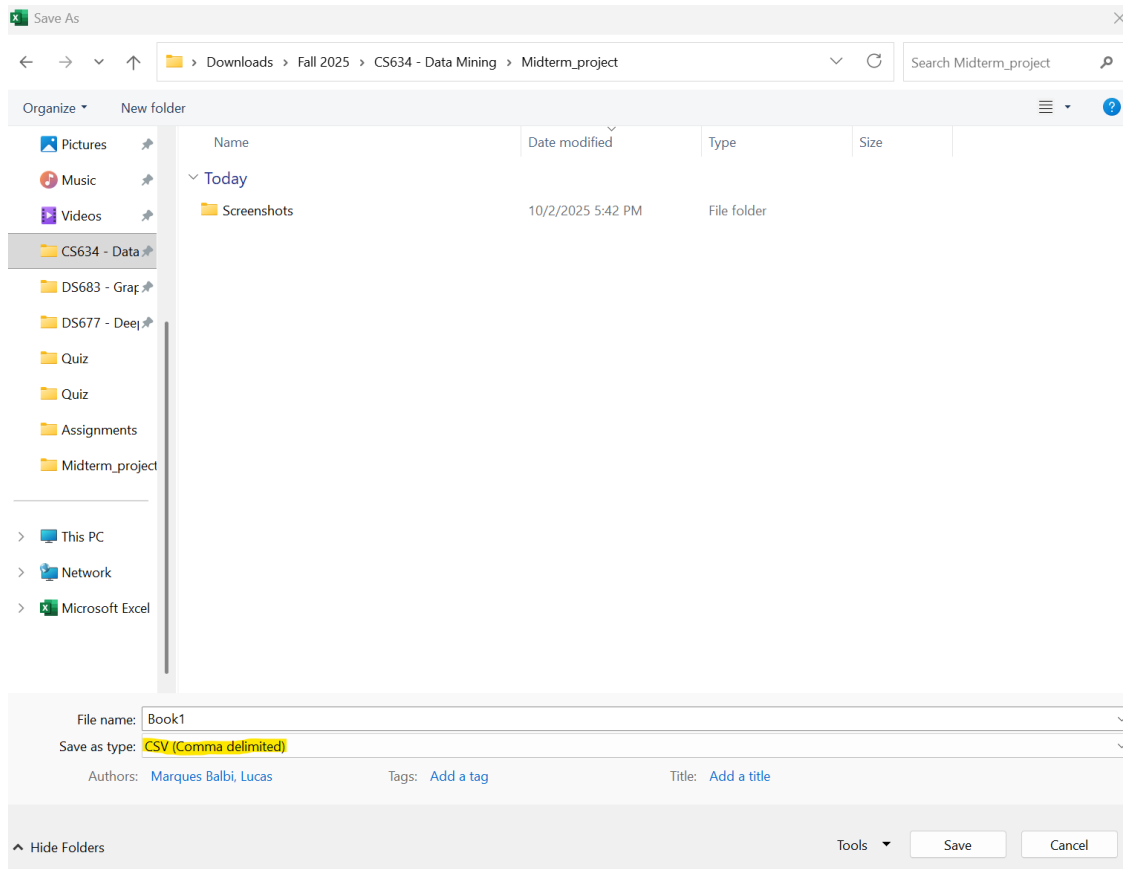 Save As
Downloads > Fall 2025 > CS634 - Data Mining > Midterm_project
Search Midterm_project
Organize
New folder
Name
Date modified
Type
Size
Pictures
Music
Videos
CS634 - Data
DS683 - Grap
DS677 - Deep
Quiz
Quiz
Assignments
Midterm_project
This PC
Network
Microsoft Excel
Today
Screenshots
10/2/2025 5:42 PM
File folder
File name: Book1
Save as type: CSV (Comma delimited)
Authors: Marques Balbi, Lucas
Tags: Add a tag
Title: Add a title
Hide Folders
Tools
Save
Cancel